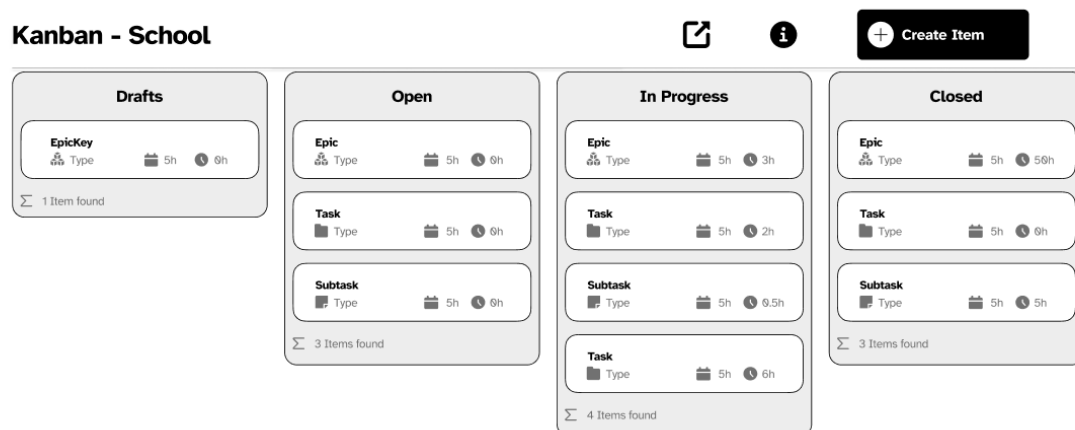 Kanban - School
Create Item
Drafts
EpicKey
Type 5h 0h
1 Item found
Open
Epic
Type 5h 0h
Task
Type 5h 0h
Subtask
Type 5h 0h
3 Items found
In Progress
Epic
Type 5h 3h
Task
Type 5h 2h
Subtask
Type 5h 0.5h
Task
Type 5h 6h
4 Items found
Closed
Epic
Type 5h 50h
Task
Type 5h 0h
Subtask
Type 5h 5h
3 Items found